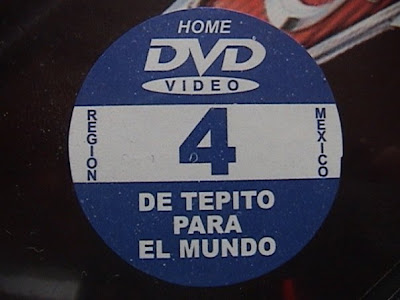 HOME
DVD
VIDEO
REGION
4
MEXICO
DE TEPITO
PARA
EL MUNDO